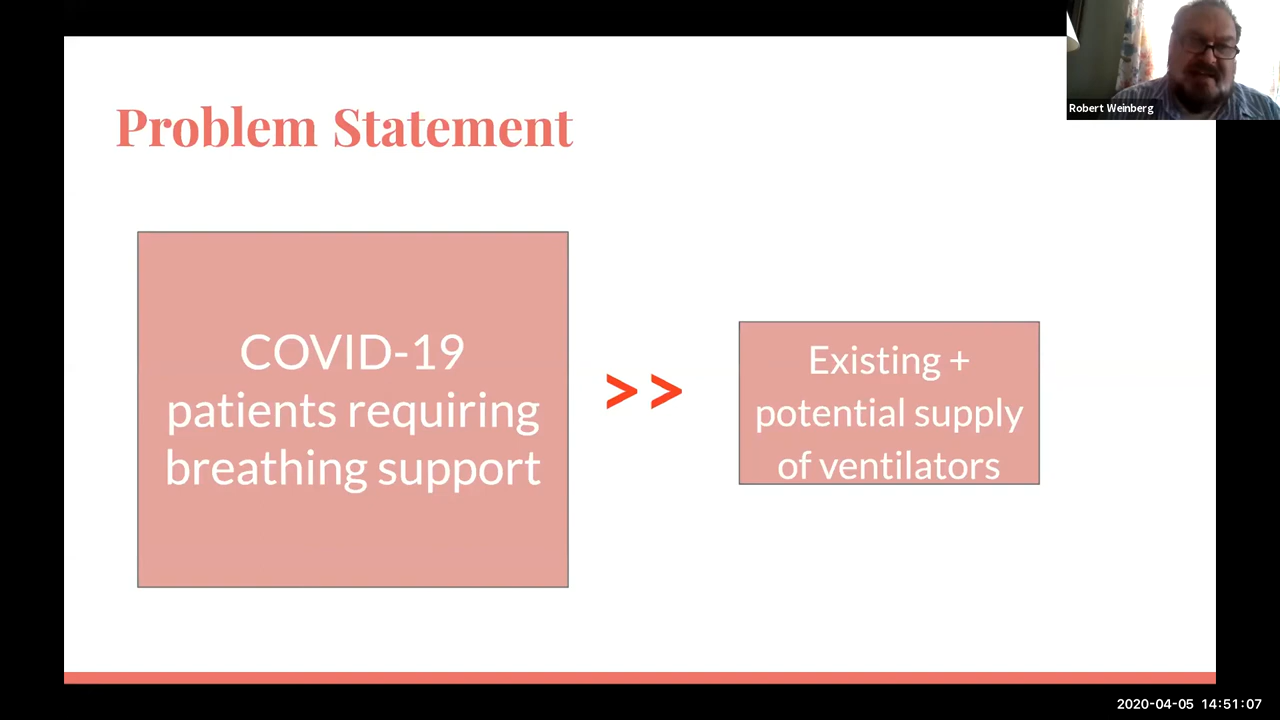 Problem Statement
Robert Weinberg
COVID-19
patients requiring
breathing support
> >
Existing +
potential supply
of ventilators
2020-04-05 14:51:07